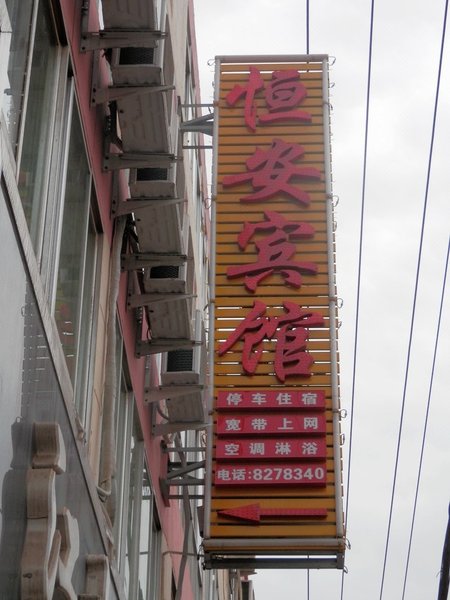 恒安宾馆
停车住宿
宽带上网
空调淋浴
电话:8278340